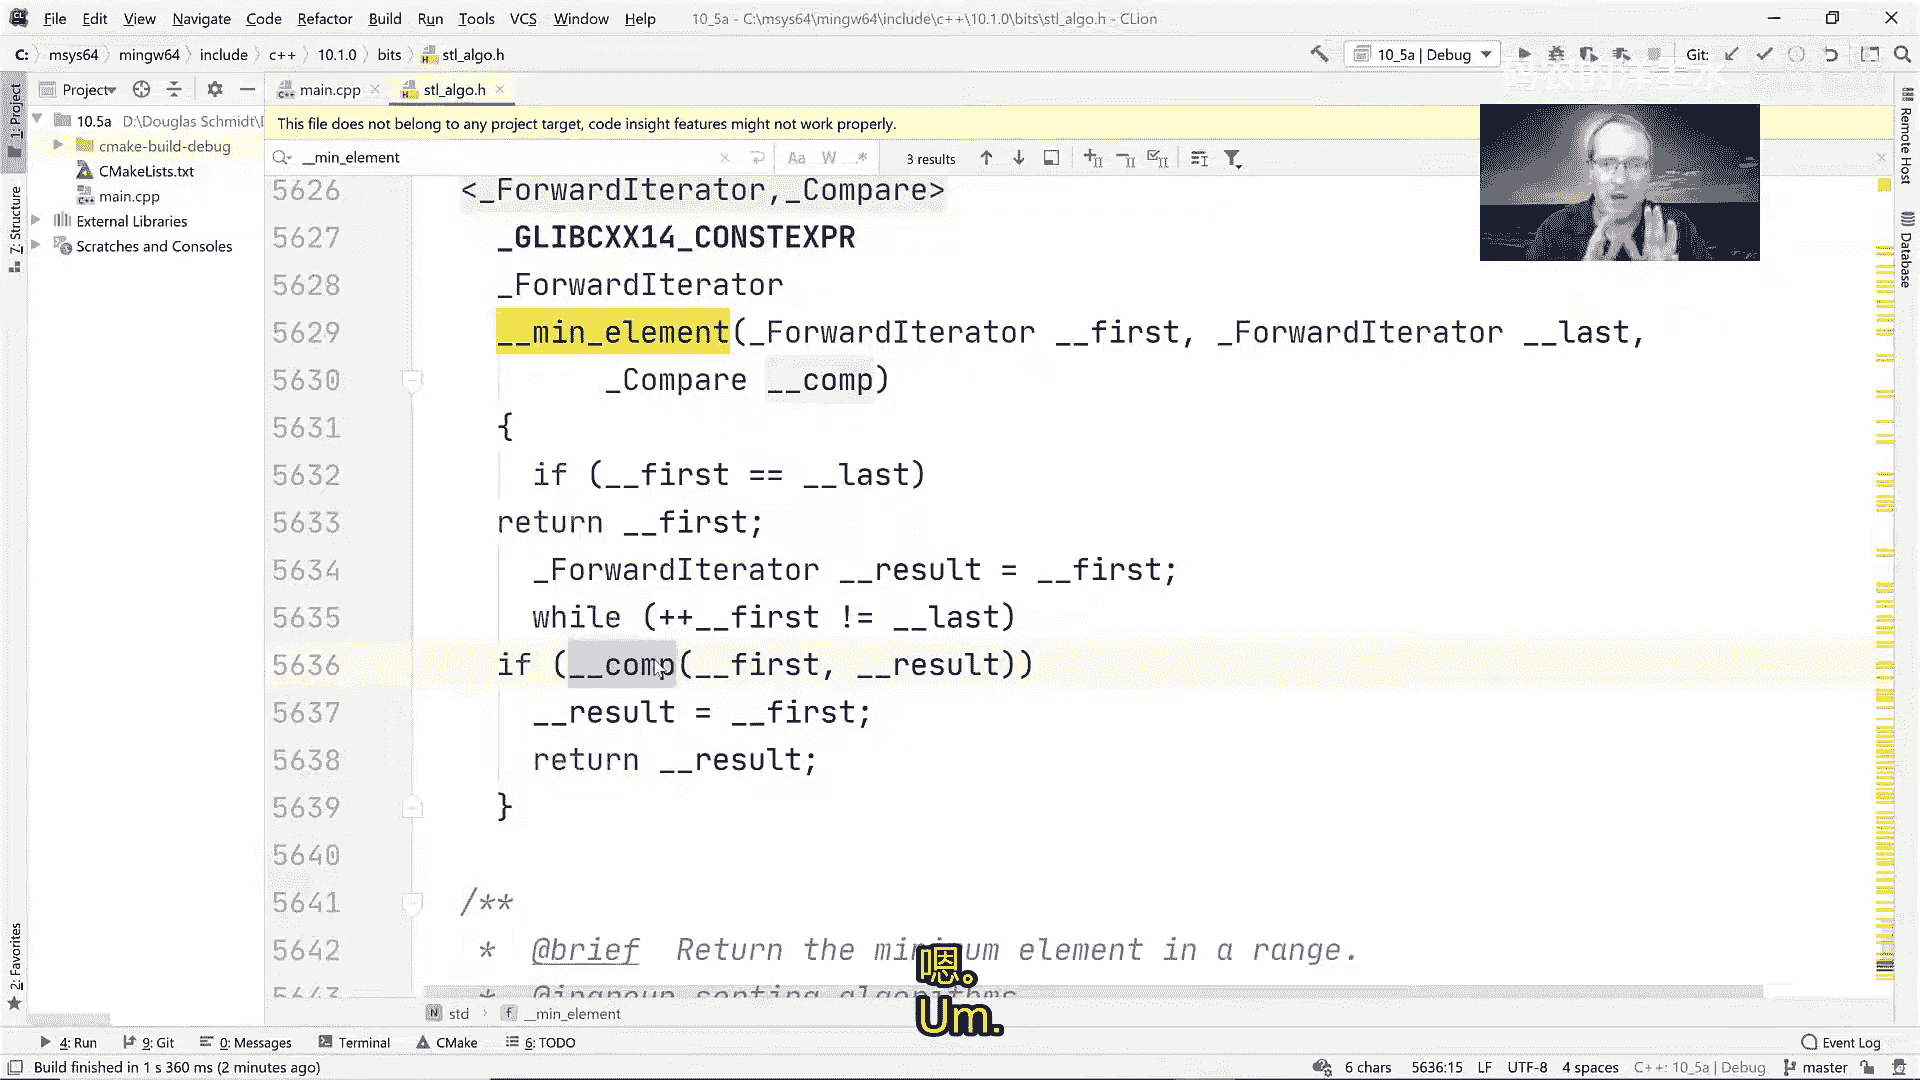 File Edit View Navigate Code Refactor Build Run Tools VCS Window Help 10_5a - C:\msys64\mingw64\include\c++\10.1.0\bits\stl_algo.h - CLion
C: msys64 mingw64 include c++ 10.1.0 bits stl_algo.h 10_5a | Debug Git:
Project main.cpp stl_algo.h
1: Project
10.5a D:\Douglas Schmidt\
cmake-build-debug
CMakeLists.txt
main.cpp
External Libraries
Scratches and Consoles
7: Structure
2: Favorites
Remote Host
Database
This file does not belong to any project target, code insight features might not work properly.
__min_element Aa W .* 3 results
5626 <_ForwardIterator,_Compare>
5627 _GLIBCXX14_CONSTEXPR
5628 _ForwardIterator
5629 __min_element(_ForwardIterator __first, _ForwardIterator __last,
5630 _Compare __comp)
5631 {
5632 if (__first == __last)
5633 return __first;
5634 _ForwardIterator __result = __first;
5635 while (++__first != __last)
5636 if (__comp(__first, __result))
5637 __result = __first;
5638 return __result;
5639 }
5640
5641 /**
5642 * @brief Return the minimum element in a range.
5643 * @ingroup sorting_algorithms
嗯。
Um.
N std f __min_element
4: Run 9: Git 0: Messages Terminal CMake 6: TODO Event Log
Build finished in 1 s 360 ms (2 minutes ago) 6 chars 5636:15 LF UTF-8 4 spaces C++: 10_5a | Debug master